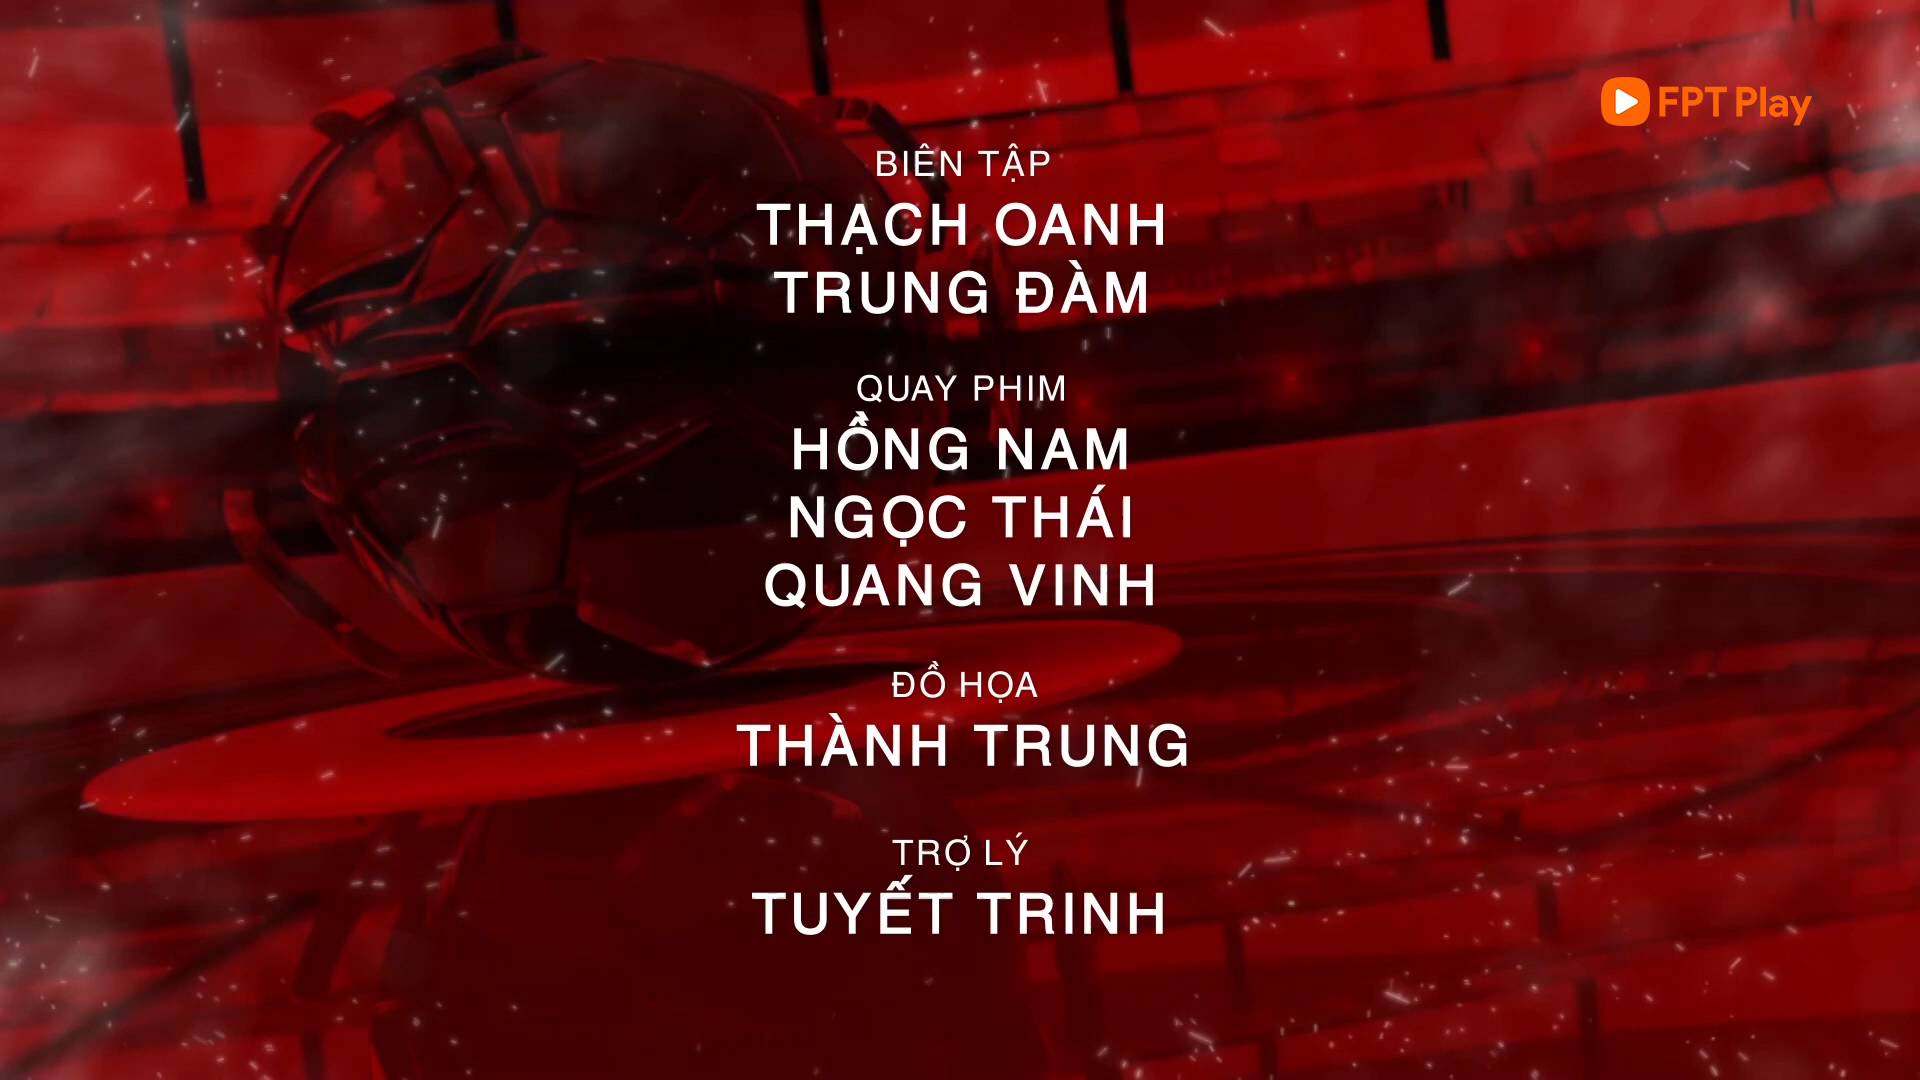 FPT Play
BIÊN TẬP
THẠCH OANH
TRUNG ĐÀM
QUAY PHIM
HỒNG NAM
NGỌC THÁI
QUANG VINH
ĐỒ HỌA
THÀNH TRUNG
TRỢ LÝ
TUYẾT TRINH